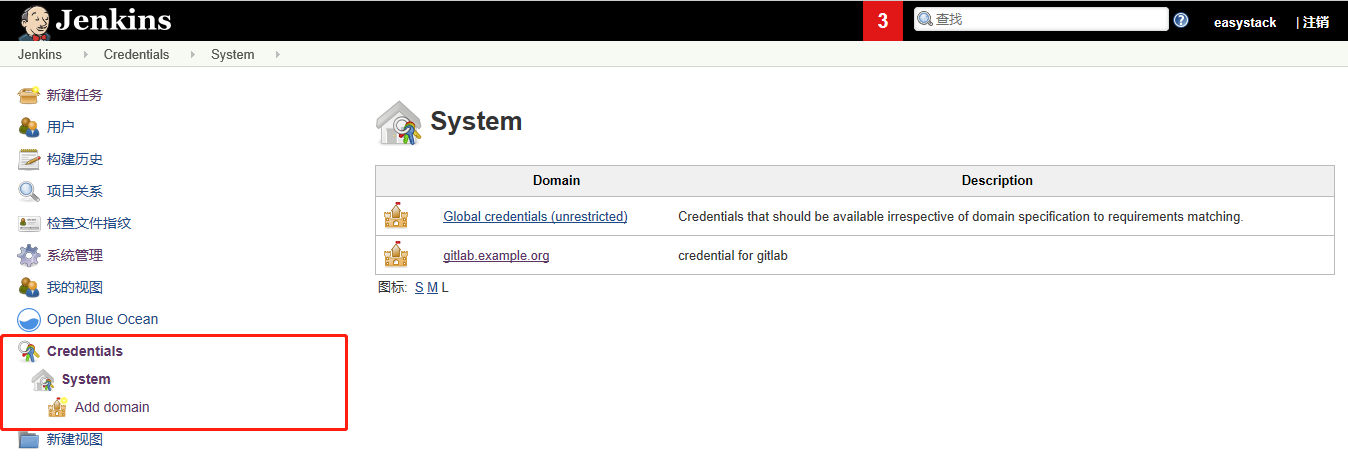 Jenkins
3
查找
?
easystack | 注销
Jenkins Credentials System
新建任务
用户
构建历史
项目关系
检查文件指纹
系统管理
我的视图
Open Blue Ocean
Credentials
System
Add domain
新建视图
System
Domain Description
Global credentials (unrestricted) Credentials that should be available irrespective of domain specification to requirements matching.
gitlab.example.org credential for gitlab
图标: S M L